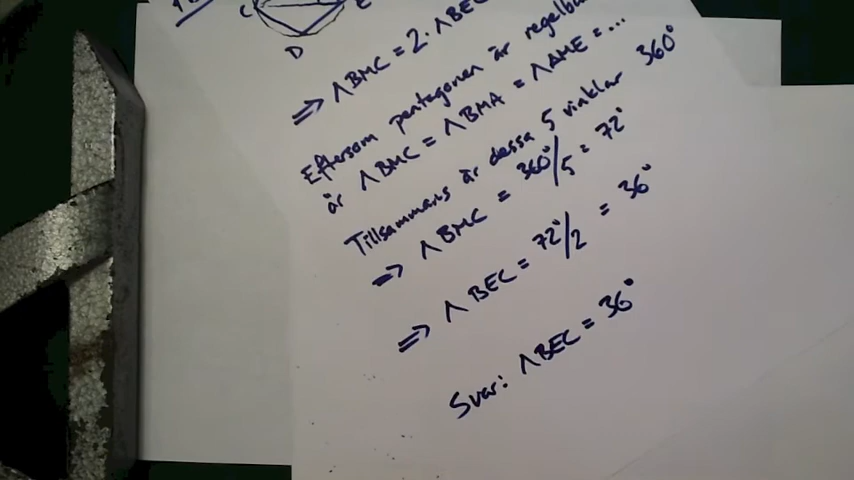 C
D
=> ∧ BMC = 2 · ∧ BEC
Eftersom pentagonen är
är ∧ BMC = ∧ BMA = ∧ AME = ...
Tillsammans är dessa 5 vinklar 360°
=> ∧ BMC = 360°/5 = 72°
=> ∧ BEC = 72°/2 = 36°
Svar: ∧ BEC = 36°